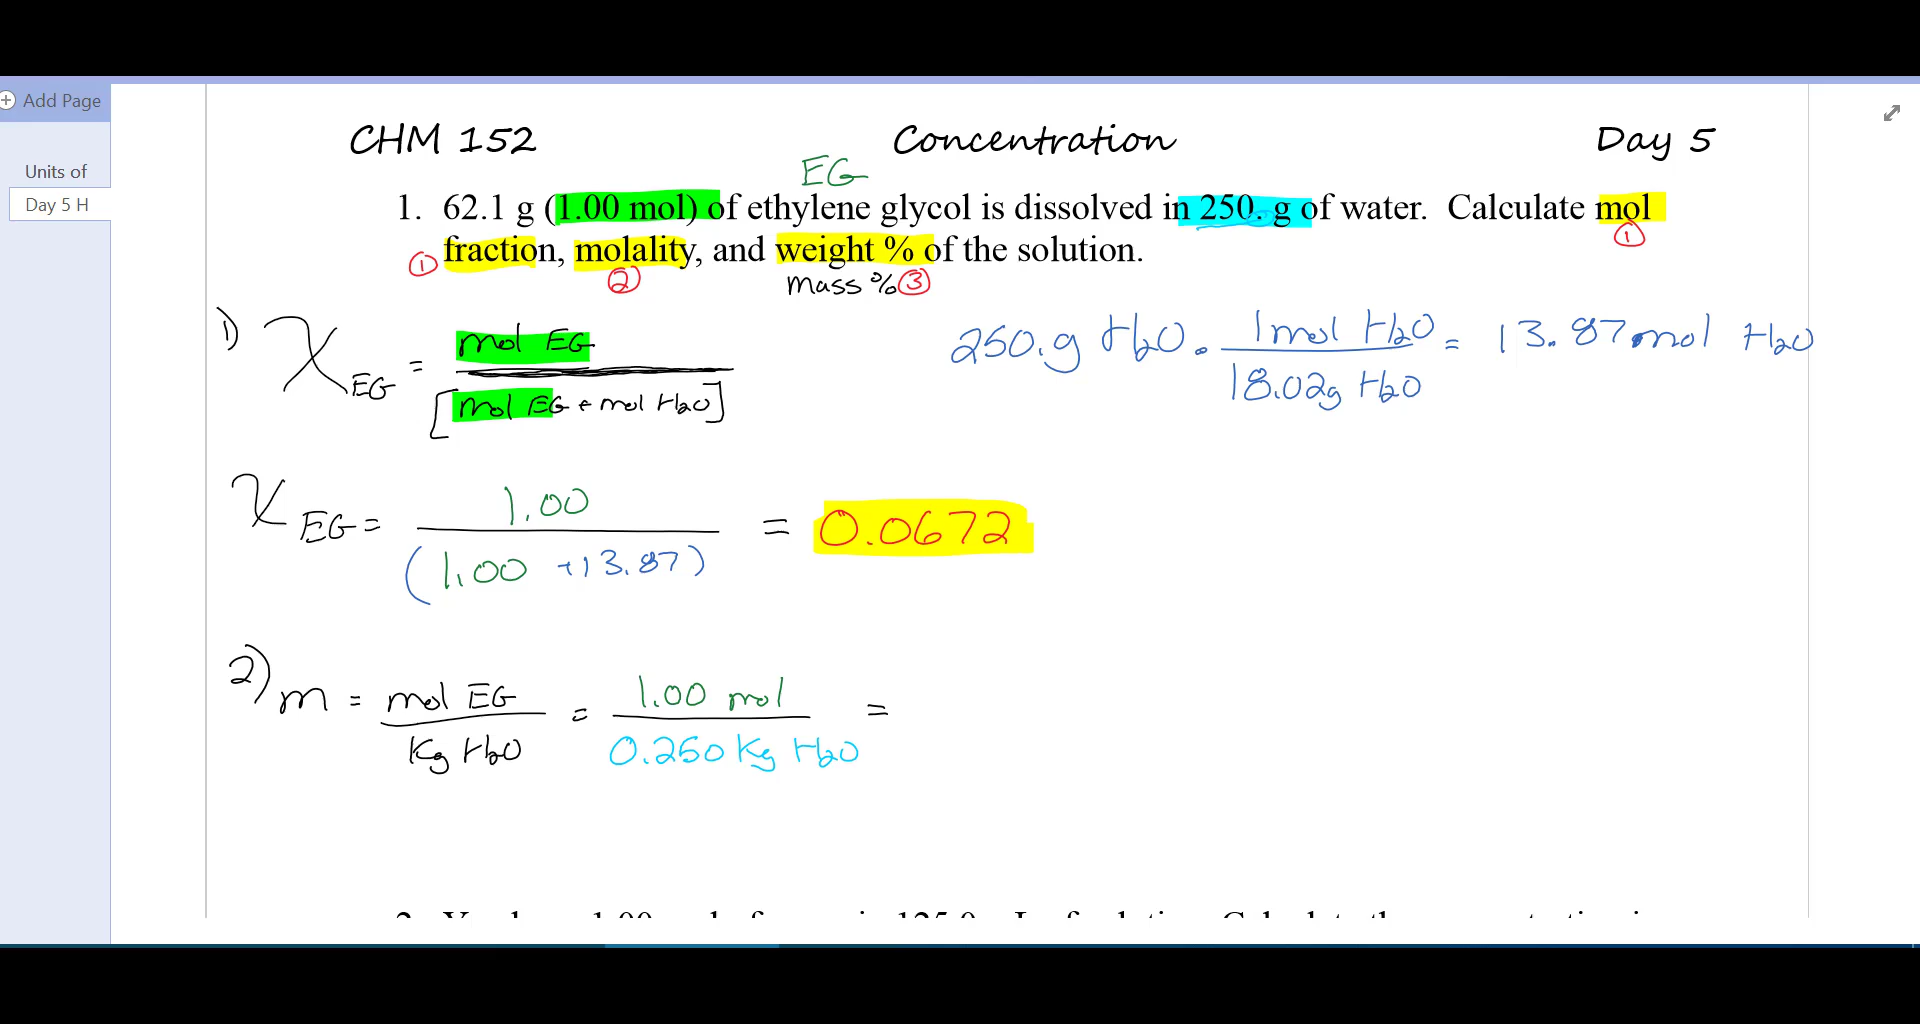 Add Page
Units of
Day 5 H
CHM 152 Concentration Day 5
EG
1. 62.1 g (1.00 mol) of ethylene glycol is dissolved in 250. g of water. Calculate mol
fraction, molality, and weight % of the solution.
① ② mass % ③ ①
1) χEG = mol EG / [mol EG + mol H2O]
250. g H2O · 1 mol H2O / 18.02g H2O = 13.87 mol H2O
χEG = 1.00 / (1.00 + 13.87) = 0.0672
2) m = mol EG / Kg H2O = 1.00 mol / 0.250 Kg H2O =